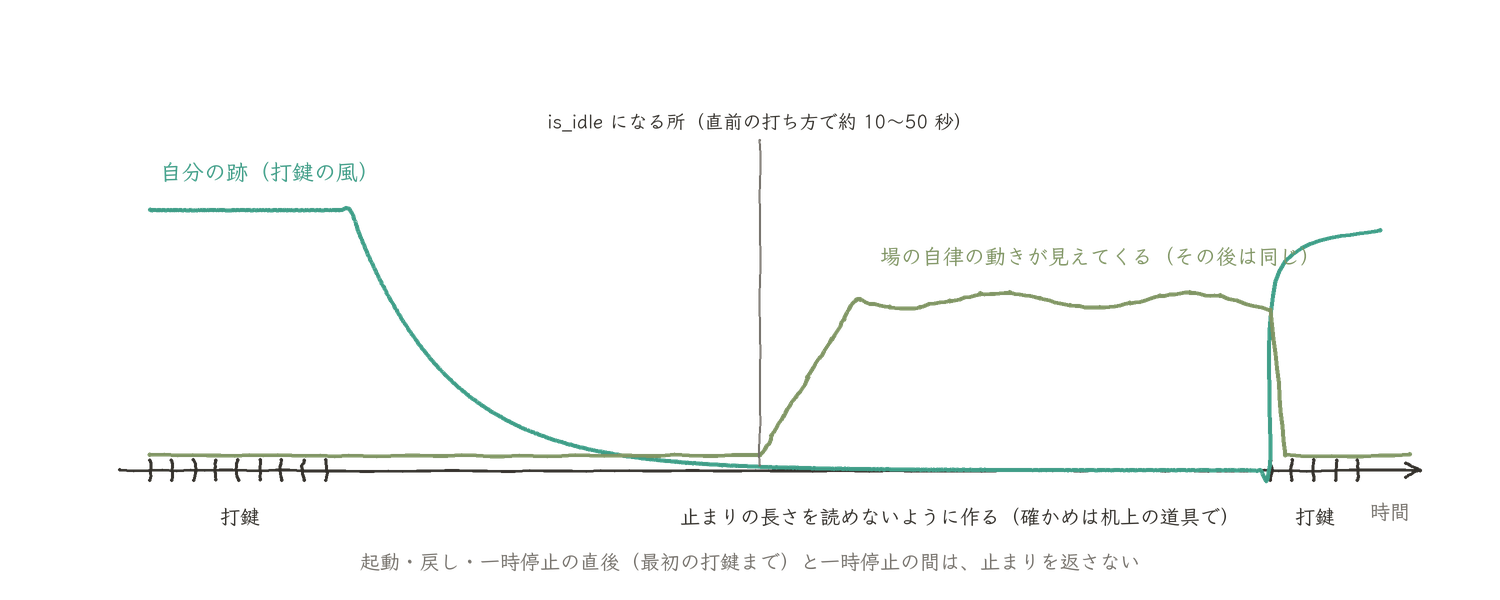 is_idle になる所（直前の打ち方で約 10〜50 秒）
自分の跡（打鍵の風）
場の自律の動きが見えてくる（その後は同じ）
打鍵
止まりの長さを読めないように作る（確かめは机上の道具で）
打鍵
時間
起動・戻し・一時停止の直後（最初の打鍵まで）と一時停止の間は、止まりを返さない